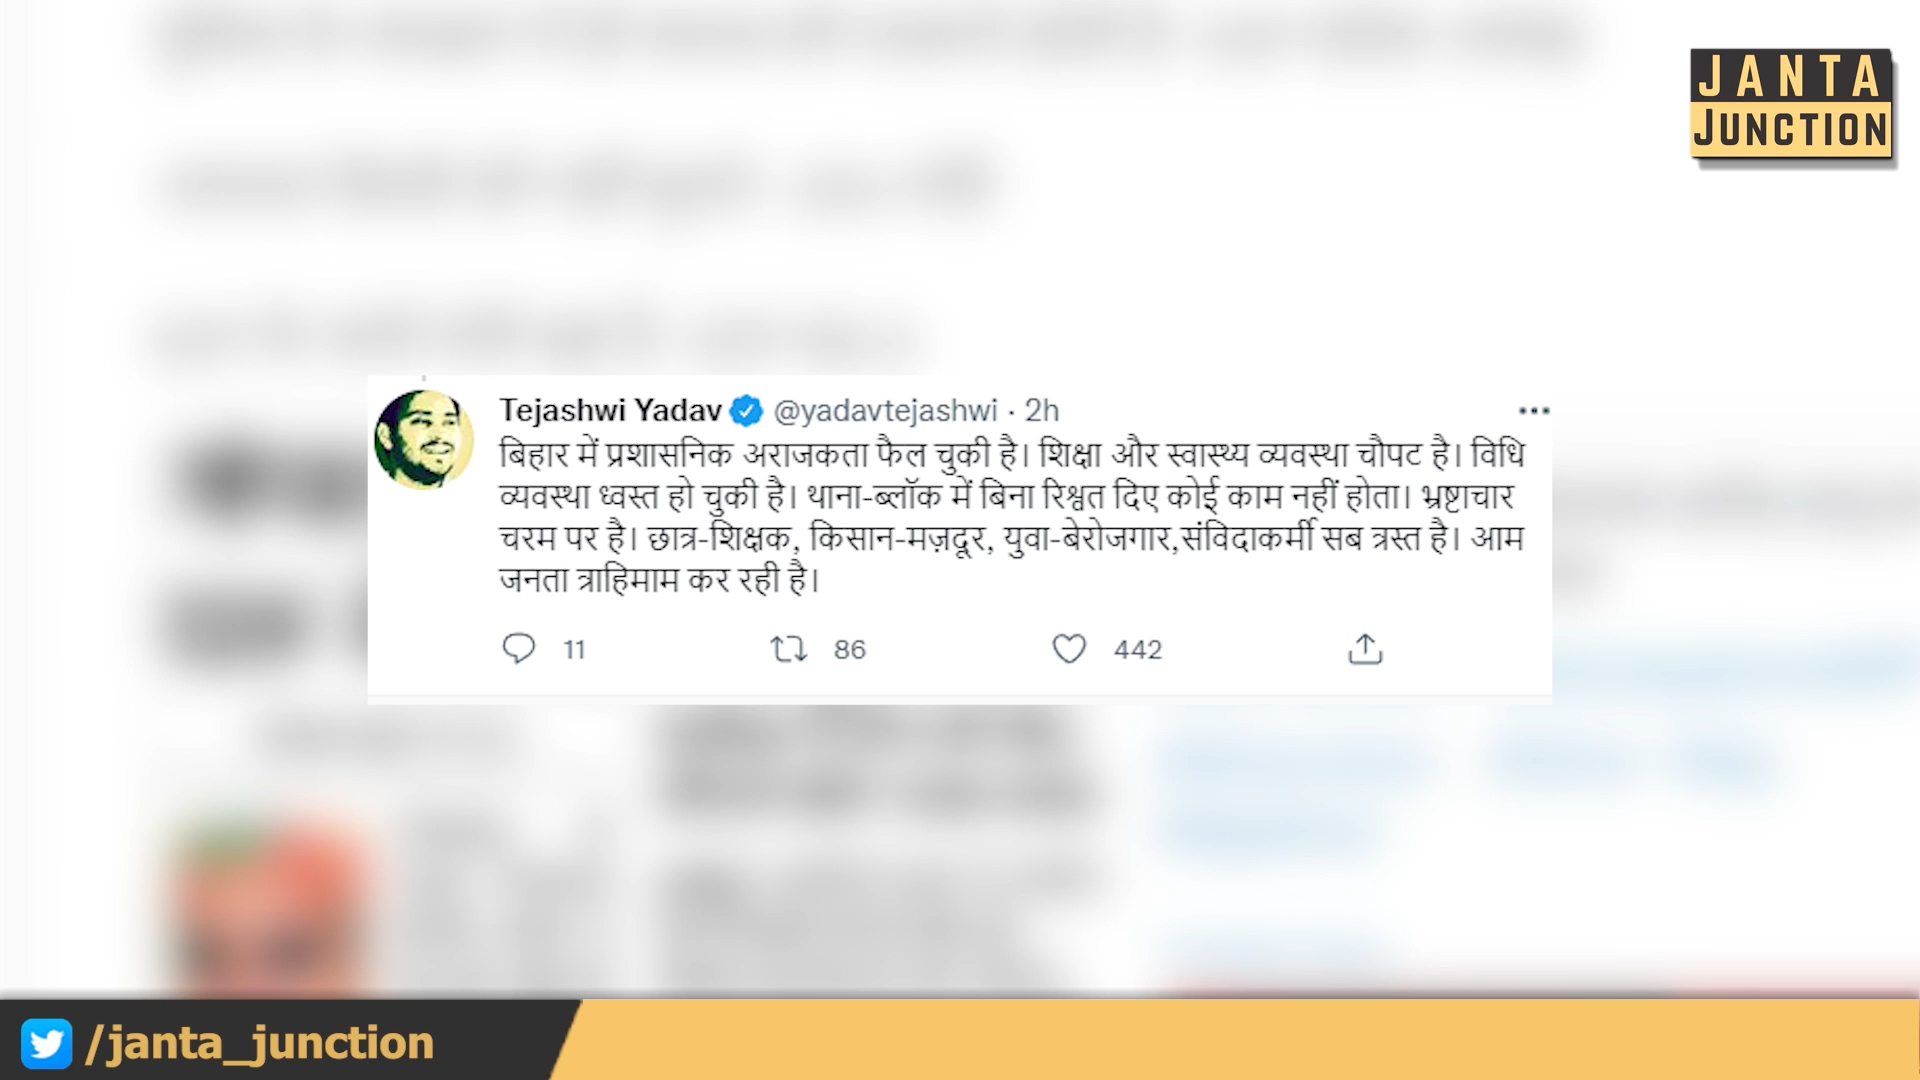 JANTA
JUNCTION
Tejashwi Yadav @yadavtejashwi · 2h
बिहार में प्रशासनिक अराजकता फैल चुकी है। शिक्षा और स्वास्थ्य व्यवस्था चौपट है। विधि
व्यवस्था ध्वस्त हो चुकी है। थाना-ब्लॉक में बिना रिश्वत दिए कोई काम नहीं होता। भ्रष्टाचार
चरम पर है। छात्र-शिक्षक, किसान-मज़दूर, युवा-बेरोजगार,संविदाकर्मी सब त्रस्त है। आम
जनता त्राहिमाम कर रही है।
11 86 442
/janta_junction